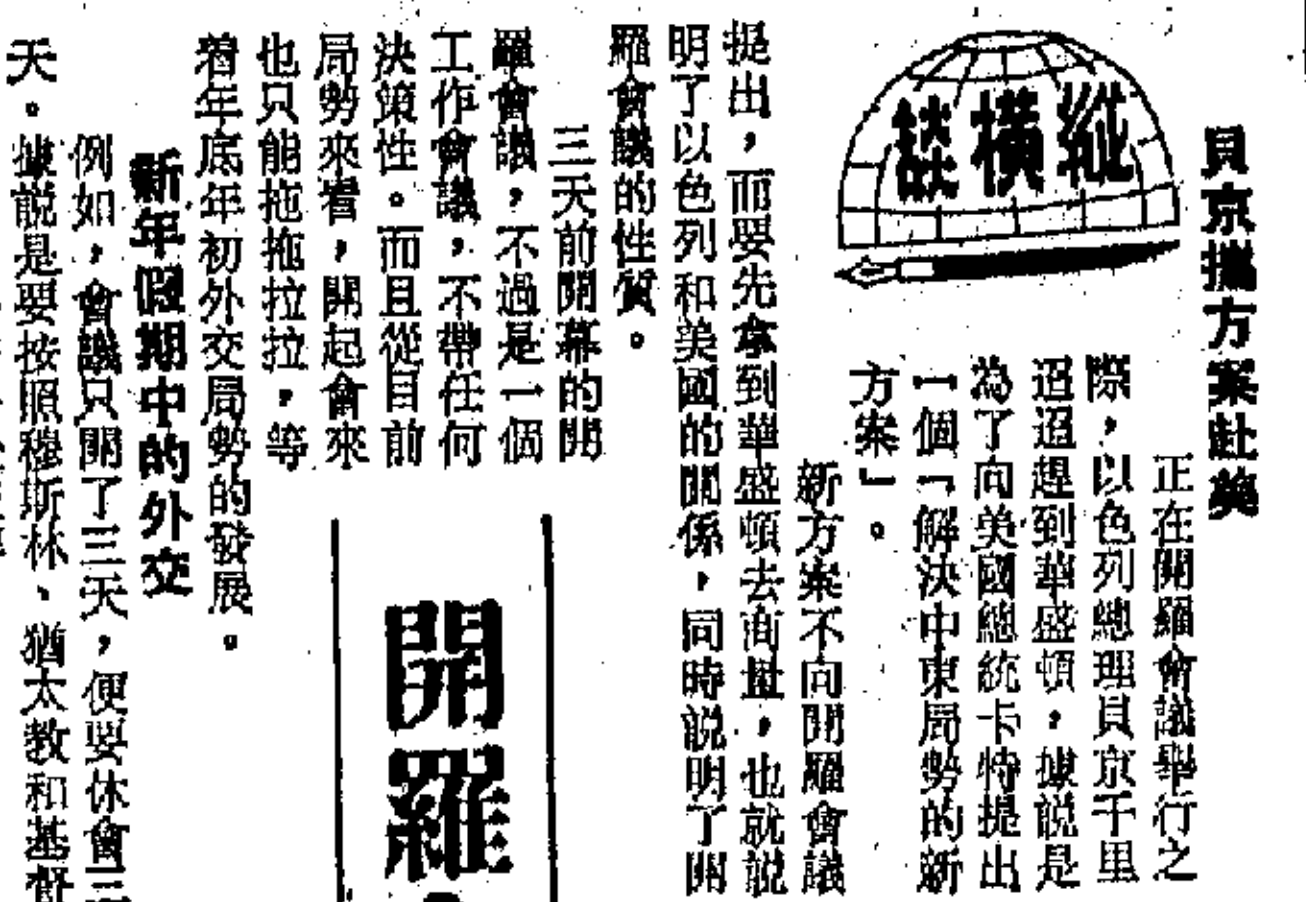 貝京攜方案赴美
縱橫談
正在開羅會議舉行之
際，以色列總理貝京千里
迢迢趕到華盛頓，據説是
為了向美國總統卡特提出
一個「解決中東局勢的新
方案」。
新方案不向開羅會議
提出，而要先拿到華盛頓去商量，也就説
明了以色列和美國的關係，同時説明了開
羅會議的性質。
三天前開幕的開
羅會議，不過是一個
工作會議，不帶任何
決策性。而且從目前
局勢來看，開起會來
也只能拖拖拉拉，等
着年底年初外交局勢的發展。
開羅
新年假期中的外交
例如，會議只開了三天，便要休會三
天。據説是要按照穆斯林、猶太教和基督